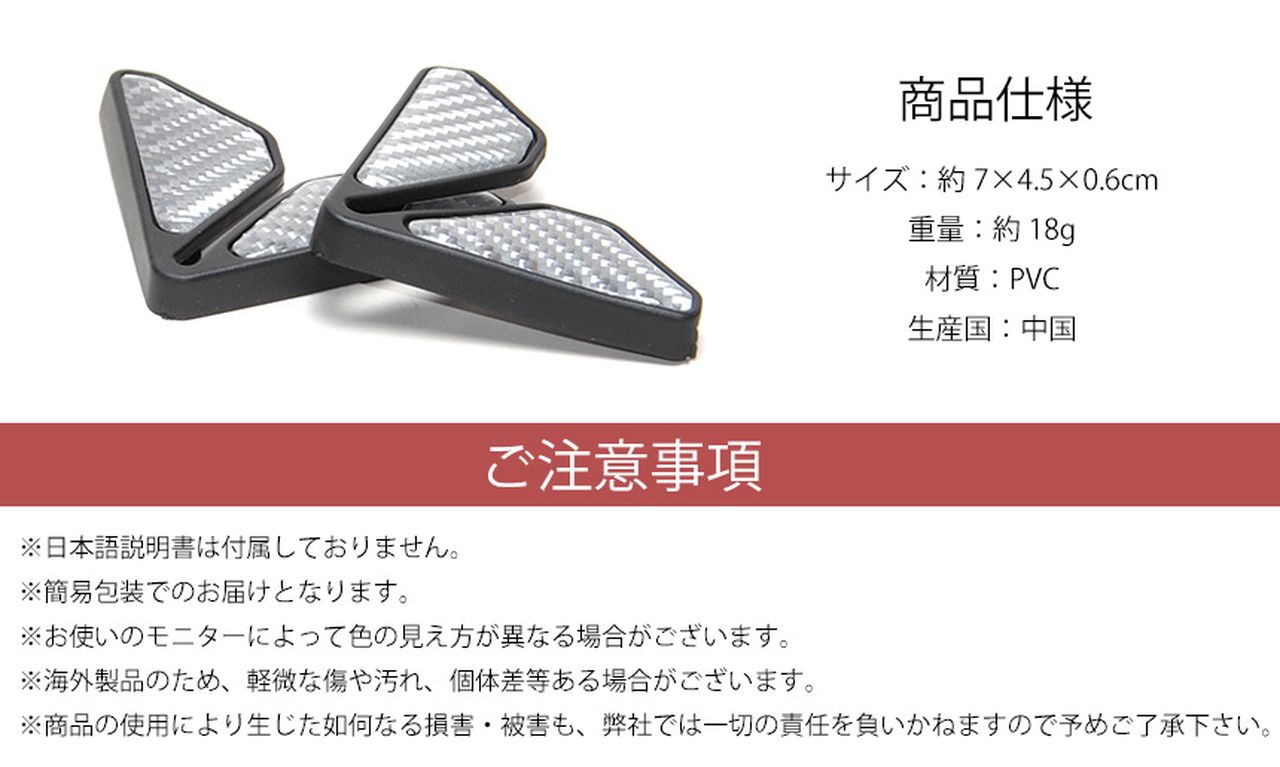 商品仕様
サイズ：約 7×4.5×0.6cm
重量：約 18g
材質：PVC
生産国：中国
ご注意事項
※日本語説明書は付属しておりません。
※簡易包装でのお届けとなります。
※お使いのモニターによって色の見え方が異なる場合がございます。
※海外製品のため、軽微な傷や汚れ、個体差等ある場合がございます。
※商品の使用により生じた如何なる損害・被害も、弊社では一切の責任を負いかねますので予めご了承下さい。